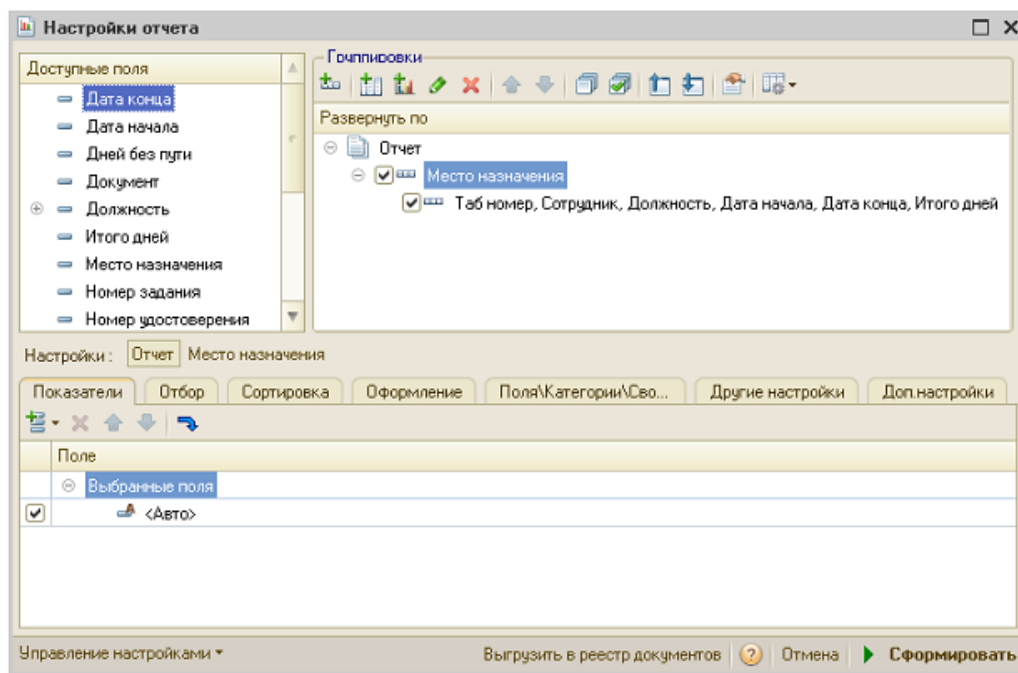 Настройки отчета
Доступные поля
Дата конца
Дата начала
Дней без пути
Документ
Должность
Итого дней
Место назначения
Номер задания
Номер удостоверения
Группировки
Развернуть по
Отчет
Место назначения
Таб номер, Сотрудник, Должность, Дата начала, Дата конца, Итого дней
Настройки: Отчет Место назначения
Показатели Отбор Сортировка Оформление Поля\Категории\Сво... Другие настройки Доп.настройки
Поле
Выбранные поля
<Авто>
Управление настройками Выгрузить в реестр документов Отмена Сформировать